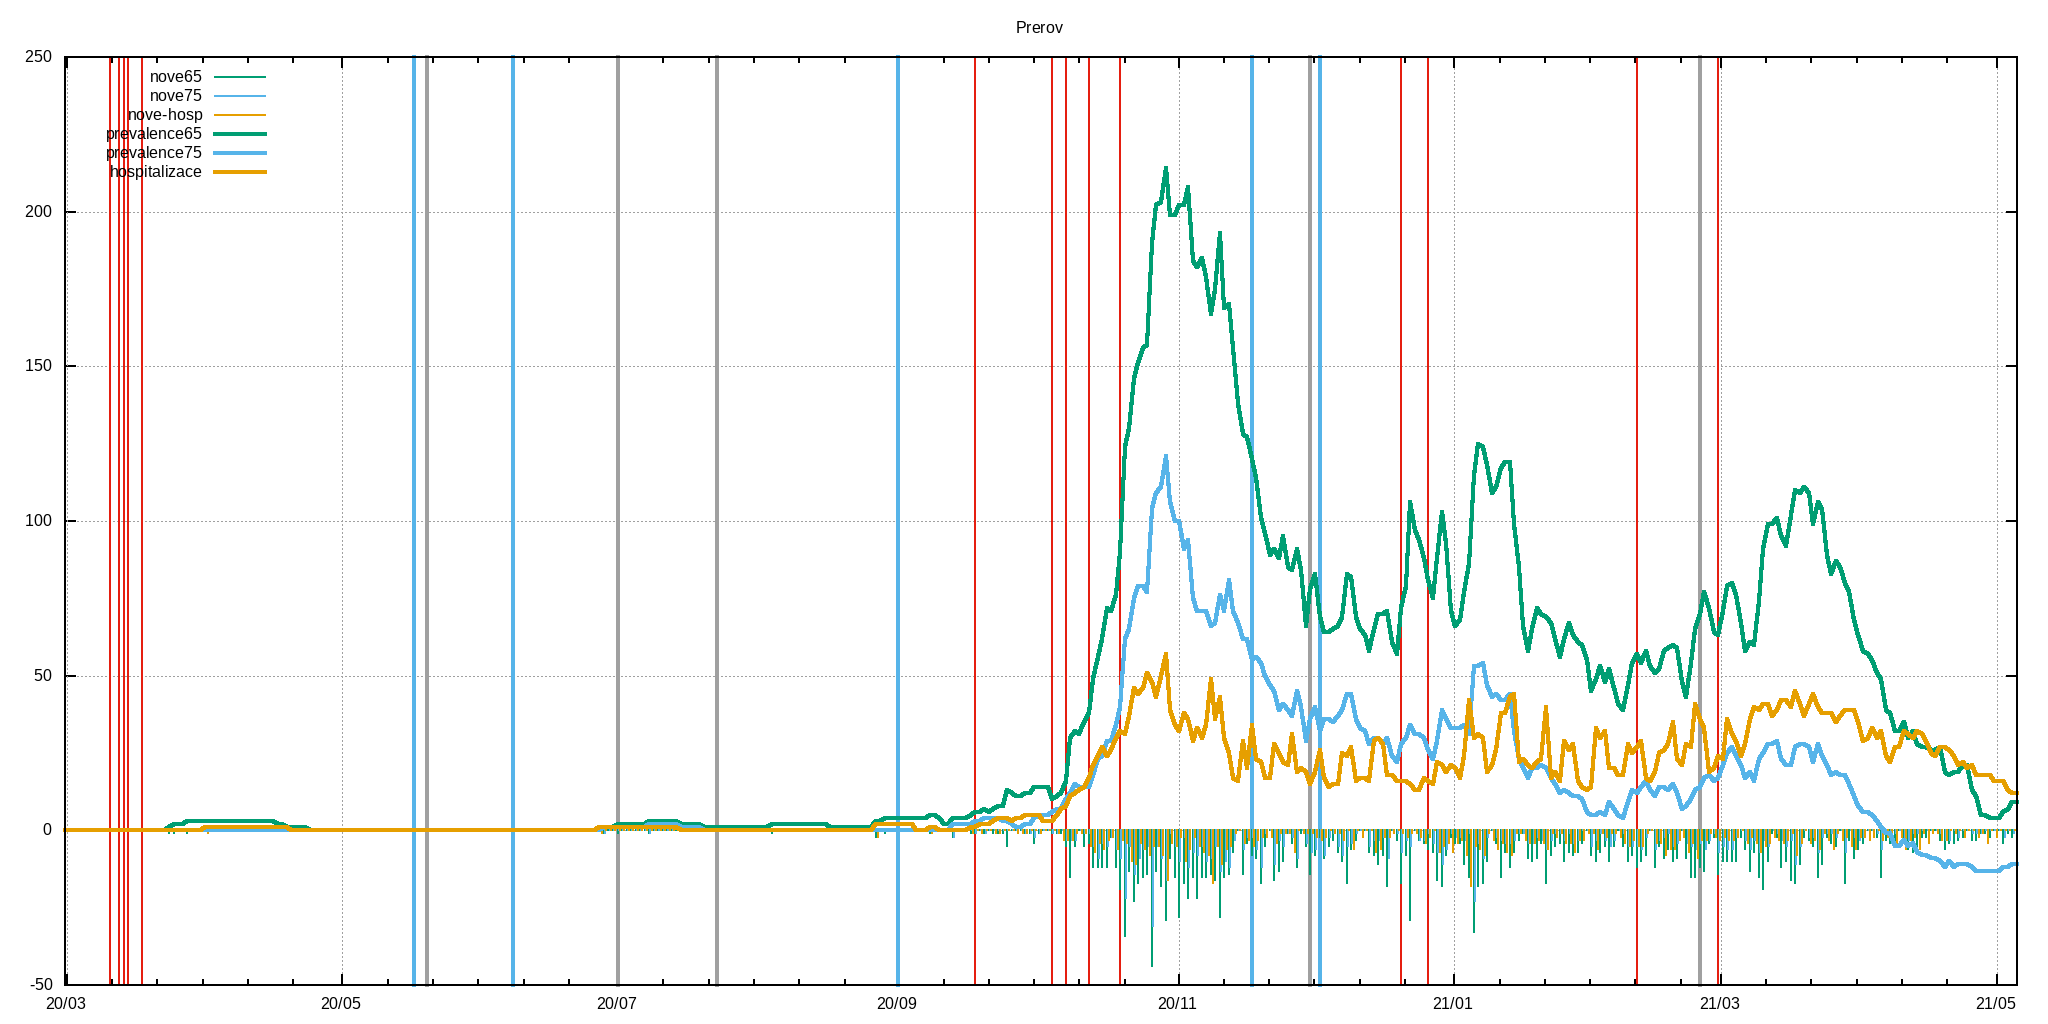 Prerov
250
nove65
nove75
nove-hosp
prevalence65
prevalence75
hospitalizace
200
150
100
50
0
-50
20/03 20/05 20/07 20/09 20/11 21/01 21/03 21/05